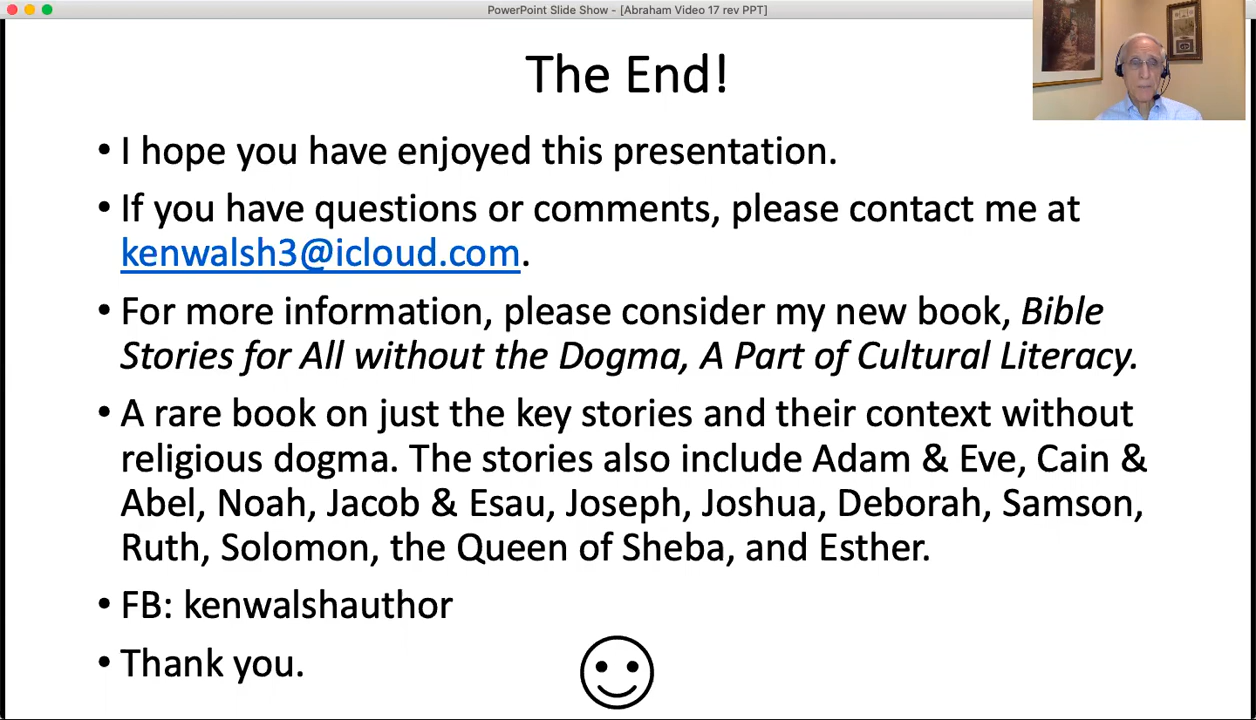 PowerPoint Slide Show - [Abraham Video 17 rev PPT]
The End!
• I hope you have enjoyed this presentation.
• If you have questions or comments, please contact me at
kenwalsh3@icloud.com.
• For more information, please consider my new book, Bible
Stories for All without the Dogma, A Part of Cultural Literacy.
• A rare book on just the key stories and their context without
religious dogma. The stories also include Adam & Eve, Cain &
Abel, Noah, Jacob & Esau, Joseph, Joshua, Deborah, Samson,
Ruth, Solomon, the Queen of Sheba, and Esther.
• FB: kenwalshauthor
• Thank you.